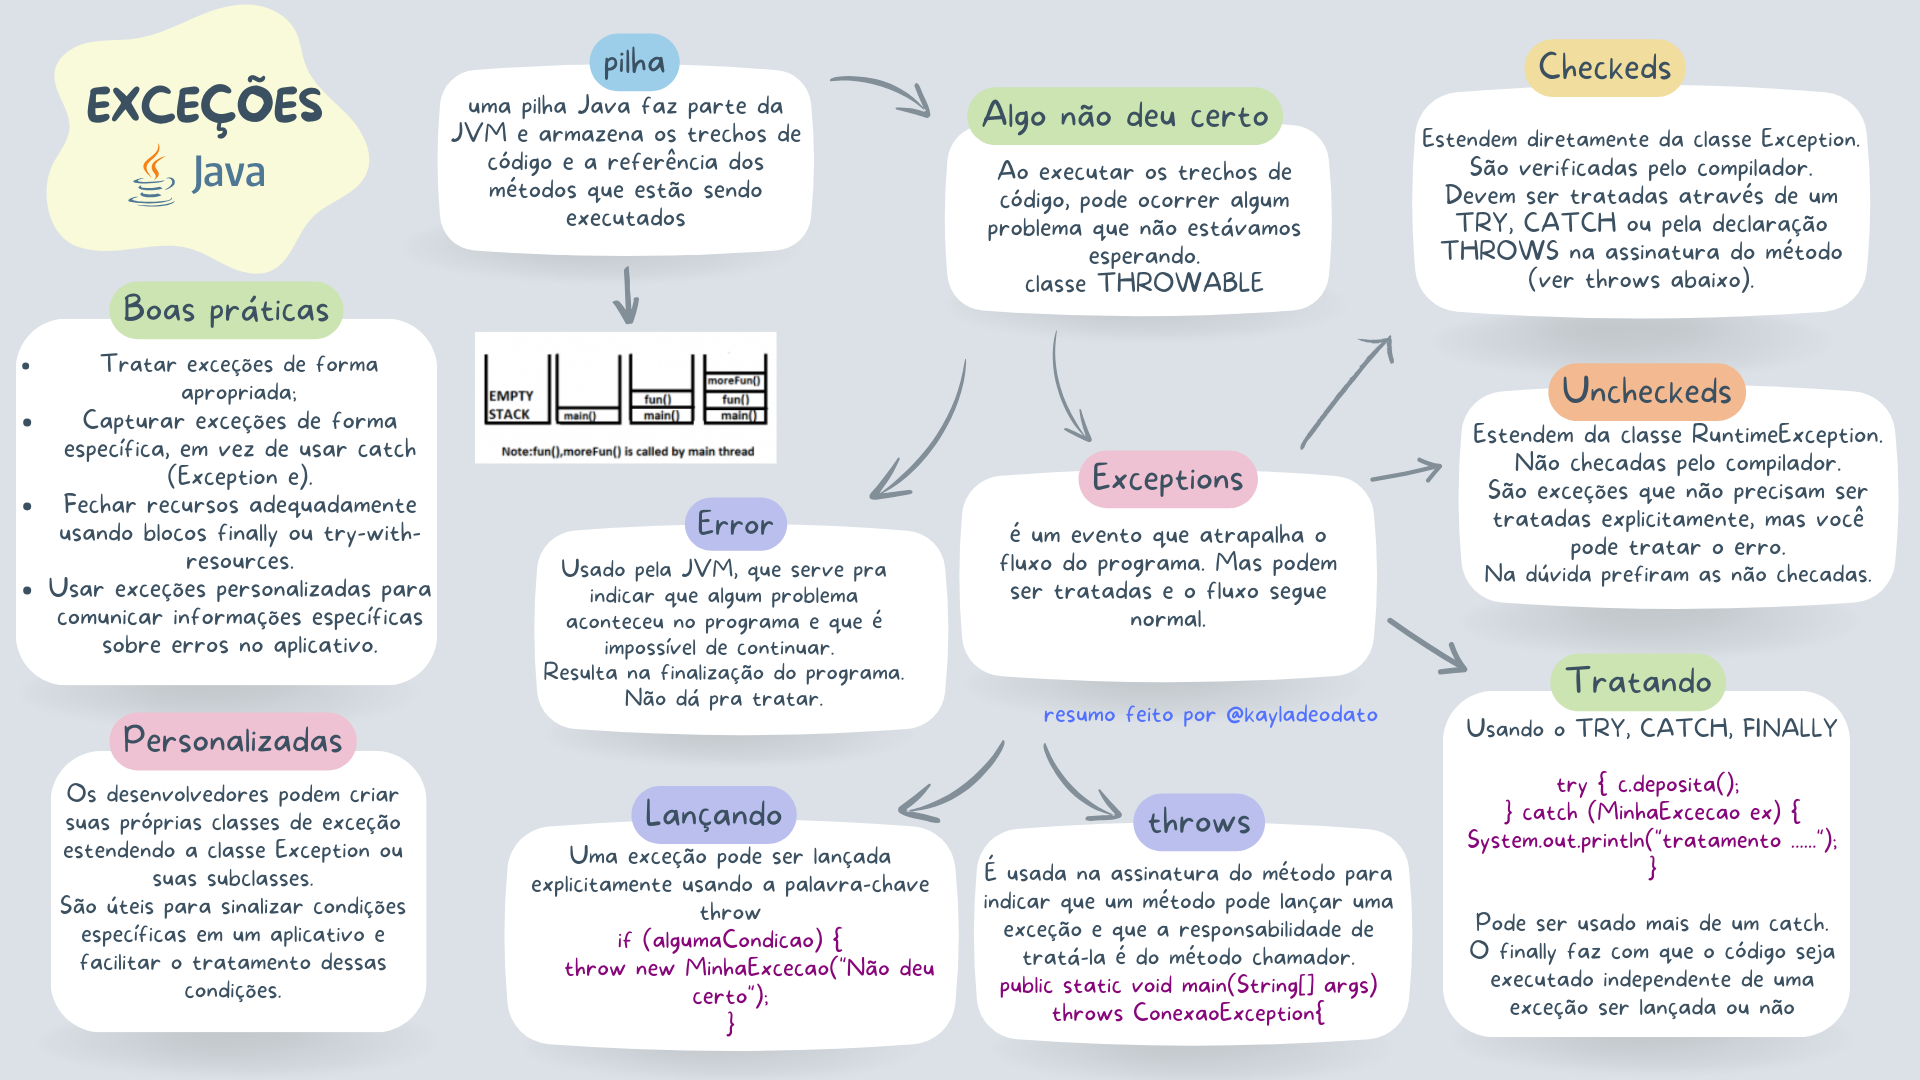 EXCEÇÕES
Java
pilha
uma pilha Java faz parte da
JVM e armazena os trechos de
código e a referência dos
métodos que estão sendo
executados
EMPTY
STACK
main()
fun()
main()
moreFun()
fun()
main()
Note:fun(),moreFun() is called by main thread
Algo não deu certo
Ao executar os trechos de
código, pode ocorrer algum
problema que não estávamos
esperando.
classe THROWABLE
Checkeds
Estendem diretamente da classe Exception.
São verificadas pelo compilador.
Devem ser tratadas através de um
TRY, CATCH ou pela declaração
THROWS na assinatura do método
(ver throws abaixo).
Boas práticas
• Tratar exceções de forma
apropriada;
• Capturar exceções de forma
específica, em vez de usar catch
(Exception e).
• Fechar recursos adequadamente
usando blocos finally ou try-with-
resources.
• Usar exceções personalizadas para
comunicar informações específicas
sobre erros no aplicativo.
Error
Usado pela JVM, que serve pra
indicar que algum problema
aconteceu no programa e que é
impossível de continuar.
Resulta na finalização do programa.
Não dá pra tratar.
Exceptions
é um evento que atrapalha o
fluxo do programa. Mas podem
ser tratadas e o fluxo segue
normal.
resumo feito por @kayladeodato
Uncheckeds
Estendem da classe RuntimeException.
Não checadas pelo compilador.
São exceções que não precisam ser
tratadas explicitamente, mas você
pode tratar o erro.
Na dúvida prefiram as não checadas.
Personalizadas
Os desenvolvedores podem criar
suas próprias classes de exceção
estendendo a classe Exception ou
suas subclasses.
São úteis para sinalizar condições
específicas em um aplicativo e
facilitar o tratamento dessas
condições.
Lançando
Uma exceção pode ser lançada
explicitamente usando a palavra-chave
throw
if (algumaCondicao) {
throw new MinhaExcecao("Não deu
certo");
}
throws
É usada na assinatura do método para
indicar que um método pode lançar uma
exceção e que a responsabilidade de
tratá-la é do método chamador.
public static void main(String[] args)
throws ConexaoException{
Tratando
Usando o TRY, CATCH, FINALLY
try { c.deposita();
} catch (MinhaExcecao ex) {
System.out.println("tratamento ......");
}
Pode ser usado mais de um catch.
O finally faz com que o código seja
executado independente de uma
exceção ser lançada ou não